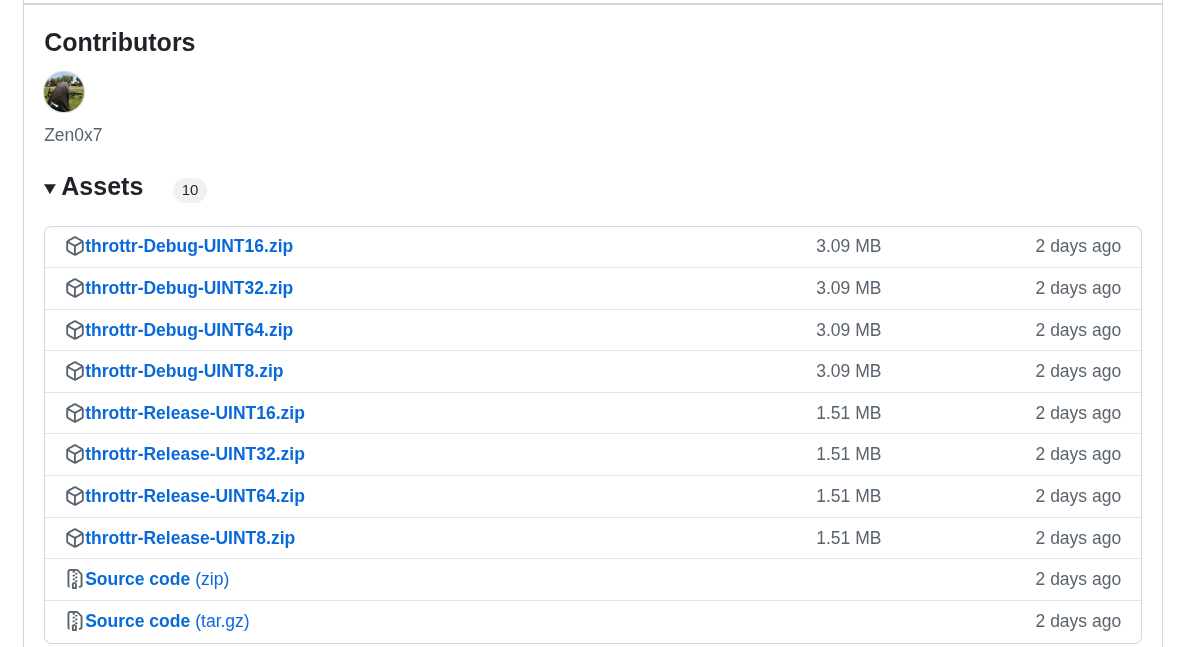 Contributors
Zen0x7
Assets 10
throttr-Debug-UINT16.zip 3.09 MB 2 days ago
throttr-Debug-UINT32.zip 3.09 MB 2 days ago
throttr-Debug-UINT64.zip 3.09 MB 2 days ago
throttr-Debug-UINT8.zip 3.09 MB 2 days ago
throttr-Release-UINT16.zip 1.51 MB 2 days ago
throttr-Release-UINT32.zip 1.51 MB 2 days ago
throttr-Release-UINT64.zip 1.51 MB 2 days ago
throttr-Release-UINT8.zip 1.51 MB 2 days ago
Source code (zip) 2 days ago
Source code (tar.gz) 2 days ago